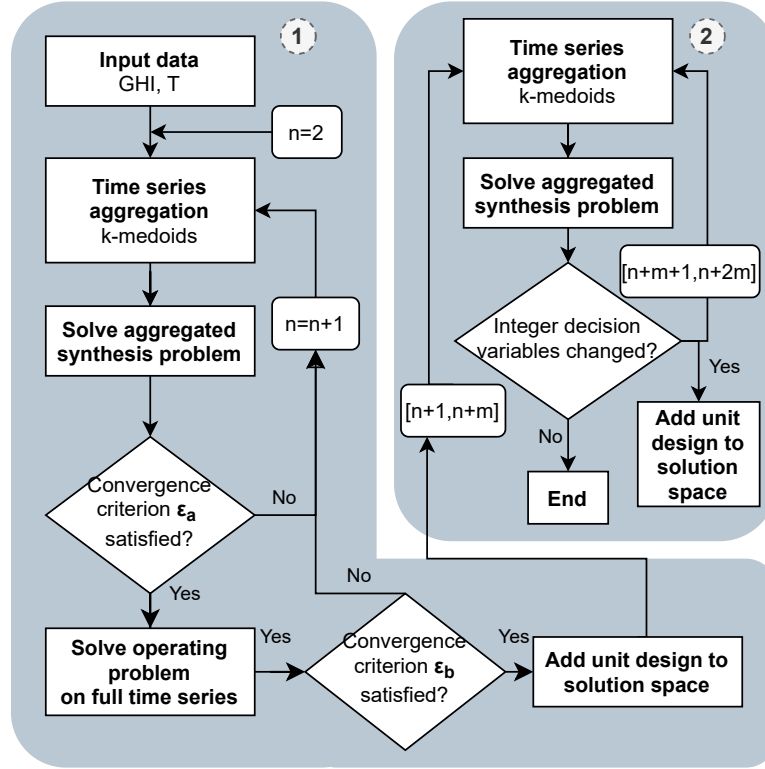 1
Input data
GHI, T
n=2
Time series
aggregation
k-medoids
n=n+1
Solve aggregated
synthesis problem
Convergence
criterion εa
satisfied?
No
Yes
Solve operating
problem
on full time series
Yes
No
Convergence
criterion εb
satisfied?
Yes
Add unit design to
solution space
2
Time series
aggregation
k-medoids
Solve aggregated
synthesis problem
[n+m+1,n+2m]
Integer decision
variables changed?
Yes
[n+1,n+m]
Add unit
design to
solution
space
No
End